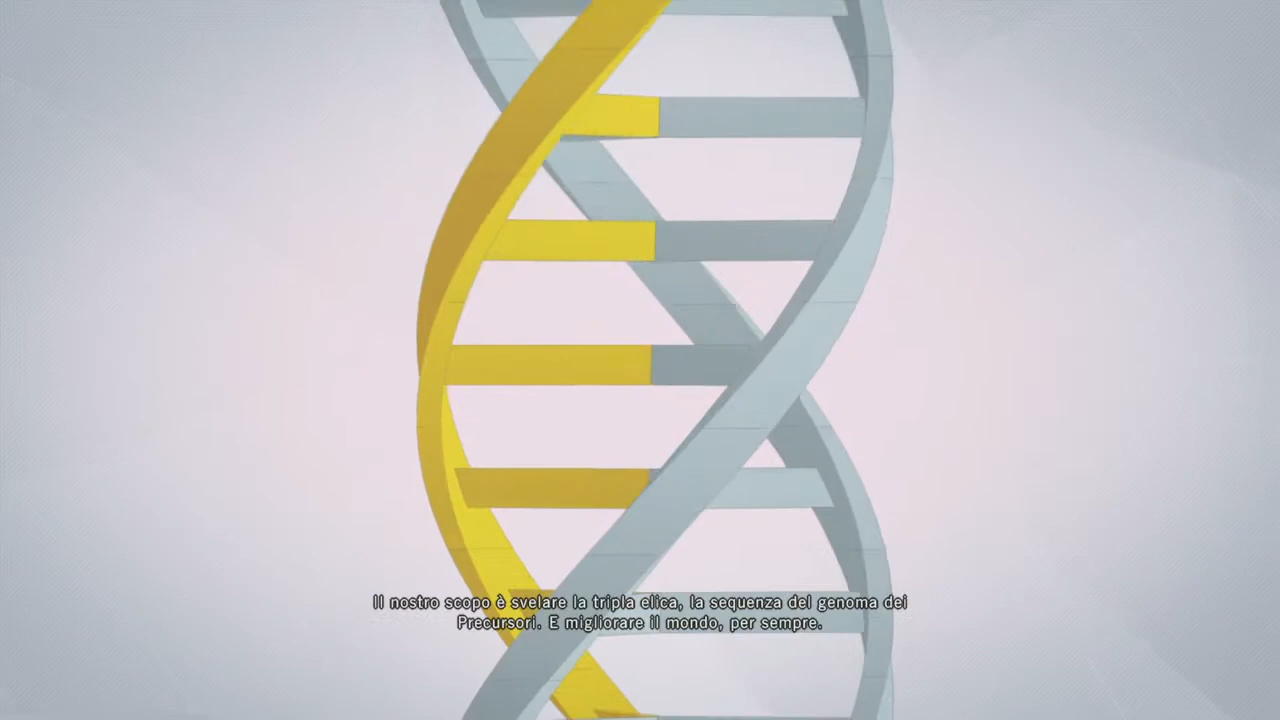 Il nostro scopo è svelare la tripla elica, la sequenza del genoma dei
Precursori. E migliorare il mondo, per sempre.